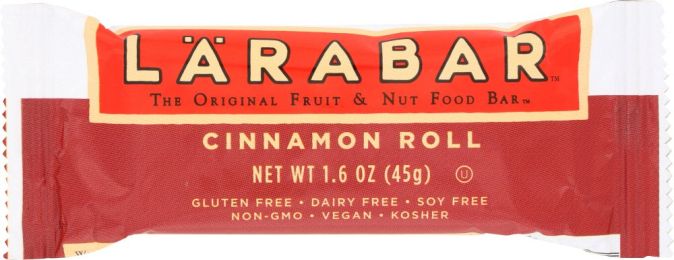 LÄRABAR™
THE ORIGINAL FRUIT & NUT FOOD BAR™
CINNAMON ROLL
NET WT 1.6 OZ (45g) Ⓤ
GLUTEN FREE • DAIRY FREE • SOY FREE
NON-GMO • VEGAN • KOSHER